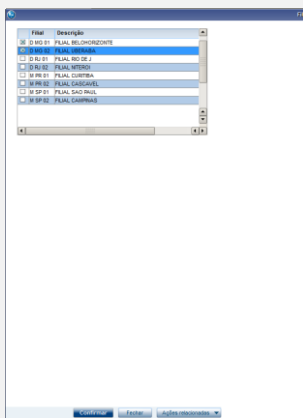 Filial Descrição
D MG 01 FILIAL BELOHORIZONTE
D MG 02 FILIAL UBERABA
D RJ 01 FILIAL RIO DE J
D RJ 02 FILIAL NITEROI
M PR 01 FILIAL CURITIBA
M PR 02 FILIAL CASCAVEL
M SP 01 FILIAL SAO PAUL
M SP 02 FILIAL CAMPINAS
Confirmar Fechar Ações relacionadas